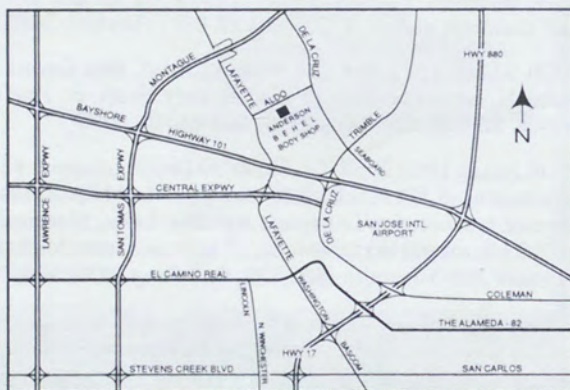 MONTAGUE
LAFAYETTE
DE LA CRUZ
HWY 880
ALDO
ANDERSON
BEHEL
BODY SHOP
BAYSHORE
HIGHWAY 101
TRIMBLE
SEABOARD
N
LAWRENCE EXPWY
SAN TOMAS EXPWY
CENTRAL EXPWY
DE LA CRUZ
SAN JOSE INTL.
AIRPORT
LAFAYETTE
EL CAMINO REAL
COLEMAN
LINCOLN
N. WINCHESTER
WASHINGTON
THE ALAMEDA - 82
BASCOM
HWY 17
STEVENS CREEK BLVD
SAN CARLOS